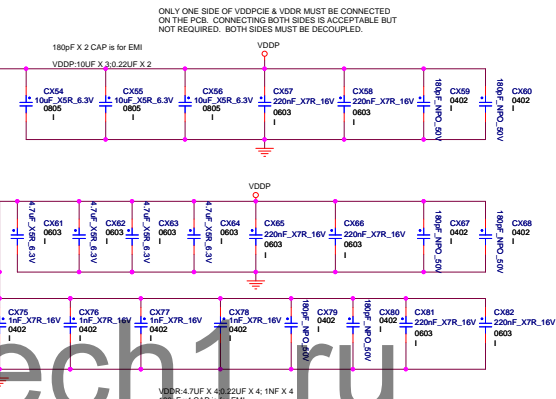 ONLY ONE SIDE OF VDDPCIE & VDDR MUST BE CONNECTED
ON THE PCB. CONNECTING BOTH SIDES IS ACCEPTABLE BUT
NOT REQUIRED. BOTH SIDES MUST BE DECOUPLED.
180pF X 2 CAP is for EMI
VDDP
VDDP:10UF X 3;0.22UF X 2
CX54
10uF_X5R_6.3V
0805
I
CX55
10uF_X5R_6.3V
0805
I
CX56
10uF_X5R_6.3V
0805
I
CX57
220nF_X7R_16V
0603
I
CX58
220nF_X7R_16V
0603
I
180pF_NPO_50V
CX59
0402
I
180pF_NPO_50V
CX60
0402
I
VDDP
4.7uF_X5R_6.3V
CX61
0603
I
4.7uF_X5R_6.3V
CX62
0603
I
4.7uF_X5R_6.3V
CX63
0603
I
4.7uF_X5R_6.3V
CX64
0603
I
CX65
220nF_X7R_16V
0603
I
CX66
220nF_X7R_16V
0603
I
180pF_NPO_50V
CX67
0402
I
180pF_NPO_50V
CX68
0402
I
CX75
1nF_X7R_16V
0402
I
CX76
1nF_X7R_16V
0402
I
CX77
1nF_X7R_16V
0402
I
CX78
1nF_X7R_16V
0402
I
180pF_NPO_50V
CX79
0402
I
180pF_NPO_50V
CX80
0402
I
CX81
220nF_X7R_16V
0402
I
CX82
220nF_X7R_16V
0603
I
ech1.ru
VDDR:4.7UF X 4;0.22UF X 4; 1NF X 4